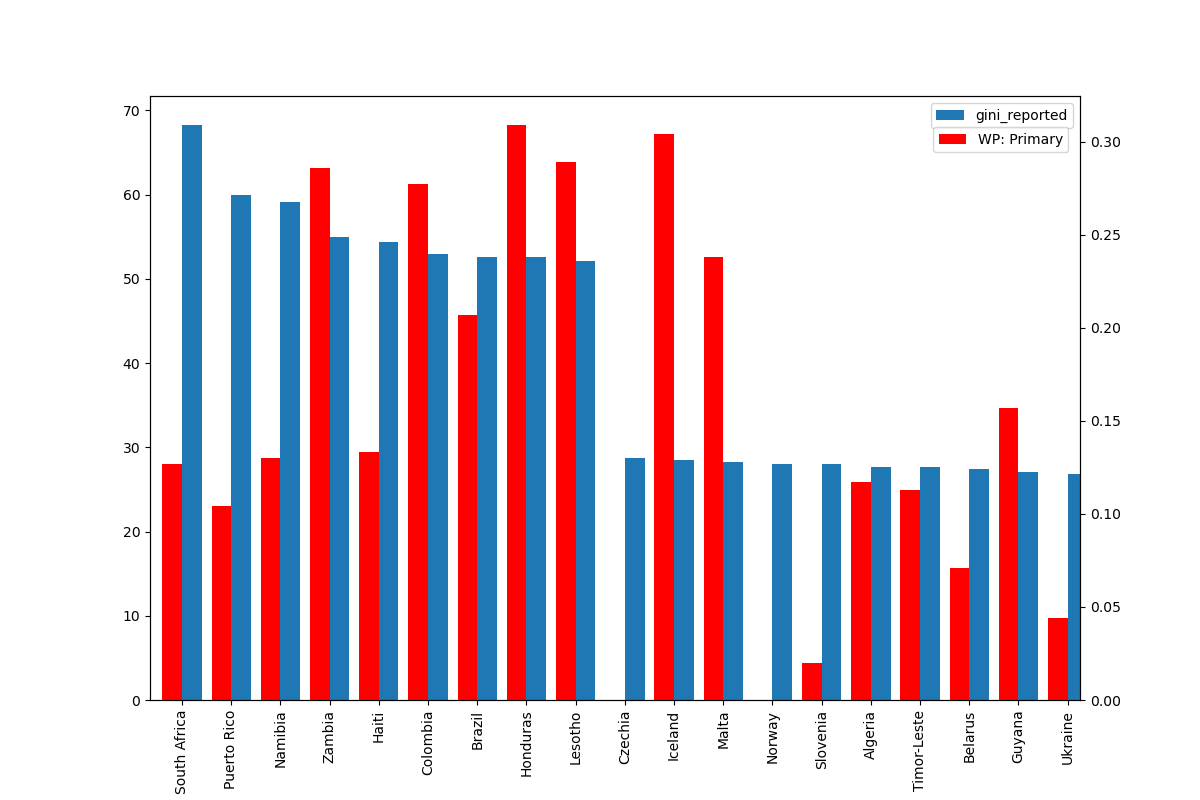 gini_reported
WP: Primary
70
60
50
40
30
20
10
0
0.30
0.25
0.20
0.15
0.10
0.05
0.00
South Africa
Puerto Rico
Namibia
Zambia
Haiti
Colombia
Brazil
Honduras
Lesotho
Czechia
Iceland
Malta
Norway
Slovenia
Algeria
Timor-Leste
Belarus
Guyana
Ukraine